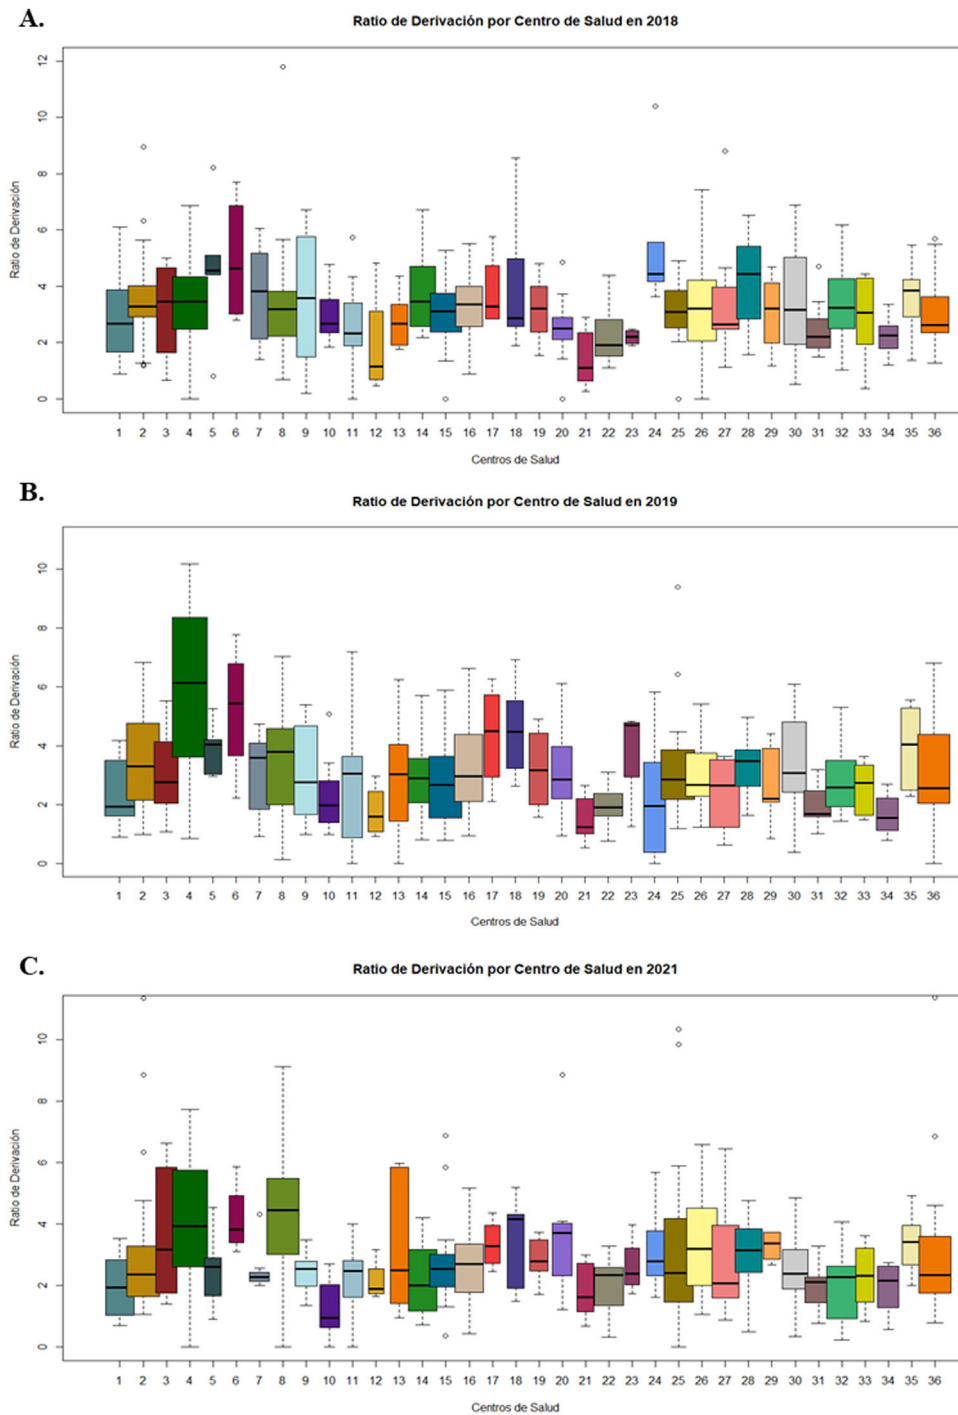 A.
Ratio de Derivación por Centro de Salud en 2018
Ratio de Derivación
12
10
8
6
4
2
0
1 2 3 4 5 6 7 8 9 10 11 12 13 14 15 16 17 18 19 20 21 22 23 24 25 26 27 28 29 30 31 32 33 34 35 36
Centros de Salud
B.
Ratio de Derivación por Centro de Salud en 2019
Ratio de Derivación
10
8
6
4
2
0
1 2 3 4 5 6 7 8 9 10 11 12 13 14 15 16 17 18 19 20 21 22 23 24 25 26 27 28 29 30 31 32 33 34 35 36
Centros de Salud
C.
Ratio de Derivación por Centro de Salud en 2021
Ratio de Derivación
10
8
6
4
2
0
1 2 3 4 5 6 7 8 9 10 11 12 13 14 15 16 17 18 19 20 21 22 23 24 25 26 27 28 29 30 31 32 33 34 35 36
Centros de Salud